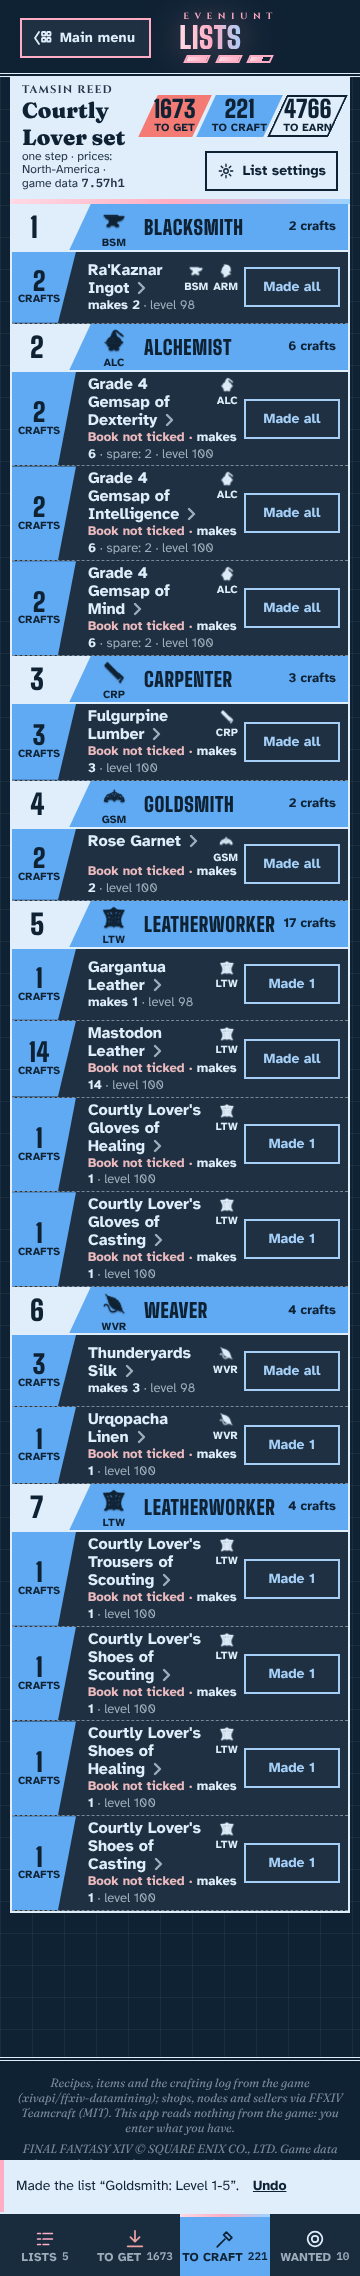 Main menu
EVENIUNT
LISTS
TAMSIN REED
Courtly
Lover set
one step · prices:
North-America ·
game data 7.57h1
1673
TO GET
221
TO CRAFT
4766
TO EARN
List settings
1
BSM
BLACKSMITH
2 crafts
2
CRAFTS
Ra'Kaznar
Ingot
BSM ARM
makes 2 · level 98
Made all
2
ALC
ALCHEMIST
6 crafts
2
CRAFTS
Grade 4
Gemsap of
Dexterity
ALC
Book not ticked · makes
6 · spare: 2 · level 100
Made all
2
CRAFTS
Grade 4
Gemsap of
Intelligence
ALC
Book not ticked · makes
6 · spare: 2 · level 100
Made all
2
CRAFTS
Grade 4
Gemsap of
Mind
ALC
Book not ticked · makes
6 · spare: 2 · level 100
Made all
3
CRP
CARPENTER
3 crafts
3
CRAFTS
Fulgurpine
Lumber
CRP
Book not ticked · makes
3 · level 100
Made all
4
GSM
GOLDSMITH
2 crafts
2
CRAFTS
Rose Garnet
GSM
Book not ticked · makes
2 · level 100
Made all
5
LTW
LEATHERWORKER
17 crafts
1
CRAFTS
Gargantua
Leather
LTW
makes 1 · level 98
Made 1
14
CRAFTS
Mastodon
Leather
LTW
Book not ticked · makes
14 · level 100
Made all
1
CRAFTS
Courtly Lover's
Gloves of
Healing
LTW
Book not ticked · makes
1 · level 100
Made 1
1
CRAFTS
Courtly Lover's
Gloves of
Casting
LTW
Book not ticked · makes
1 · level 100
Made 1
6
WVR
WEAVER
4 crafts
3
CRAFTS
Thunderyards
Silk
WVR
makes 3 · level 98
Made all
1
CRAFTS
Urqopacha
Linen
WVR
Book not ticked · makes
1 · level 100
Made 1
7
LTW
LEATHERWORKER
4 crafts
1
CRAFTS
Courtly Lover's
Trousers of
Scouting
LTW
Book not ticked · makes
1 · level 100
Made 1
1
CRAFTS
Courtly Lover's
Shoes of
Scouting
LTW
Book not ticked · makes
1 · level 100
Made 1
1
CRAFTS
Courtly Lover's
Shoes of
Healing
LTW
Book not ticked · makes
1 · level 100
Made 1
1
CRAFTS
Courtly Lover's
Shoes of
Casting
LTW
Book not ticked · makes
1 · level 100
Made 1
Recipes, items and the crafting log from the game
(xivapi/ffxiv-datamining); shops, nodes and sellers via FFXIV
Teamcraft (MIT). This app reads nothing from the game: you
enter what you have.
FINAL FANTASY XIV © SQUARE ENIX CO., LTD. Game data
Made the list “Goldsmith: Level 1-5”. Undo
LISTS 5
TO GET 1673
TO CRAFT 221
WANTED 10